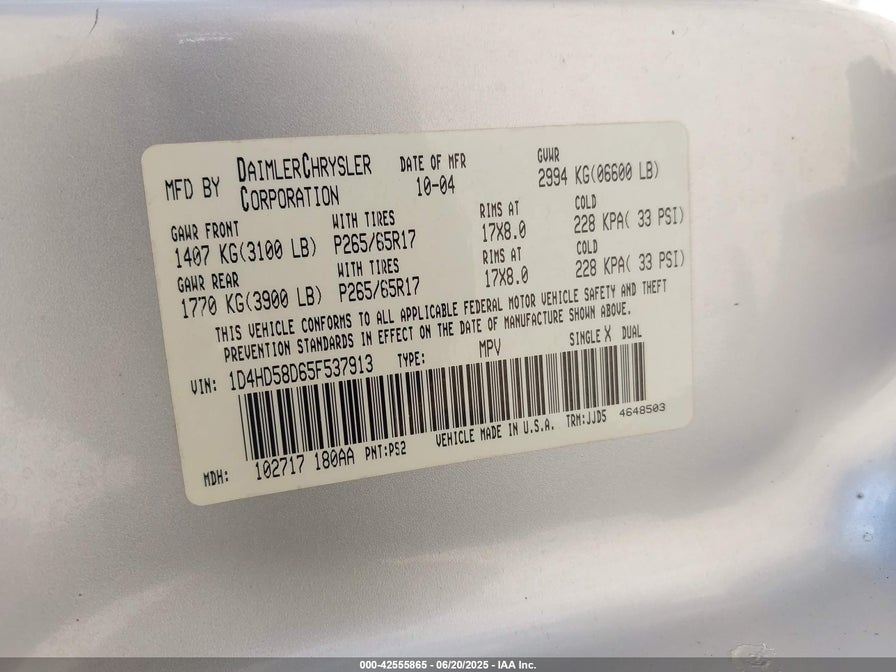 MFD BY DAIMLERCHRYSLER CORPORATION DATE OF MFR 10-04 GVWR 2994 KG(06600 LB)
GAWR FRONT WITH TIRES RIMS AT COLD
1407 KG(3100 LB) P265/65R17 17X8.0 228 KPA( 33 PSI)
GAWR REAR WITH TIRES RIMS AT COLD
1770 KG(3900 LB) P265/65R17 17X8.0 228 KPA( 33 PSI)
THIS VEHICLE CONFORMS TO ALL APPLICABLE FEDERAL MOTOR VEHICLE SAFETY AND THEFT
PREVENTION STANDARDS IN EFFECT ON THE DATE OF MANUFACTURE SHOWN ABOVE.
VIN: 1D4HD58D65F537913 TYPE: MPV SINGLE X DUAL
MDH: 102717 180AA PNT:PS2 VEHICLE MADE IN U.S.A. TRM:JJD5 4648503
000-42555865 - 06/20/2025 - IAA Inc.